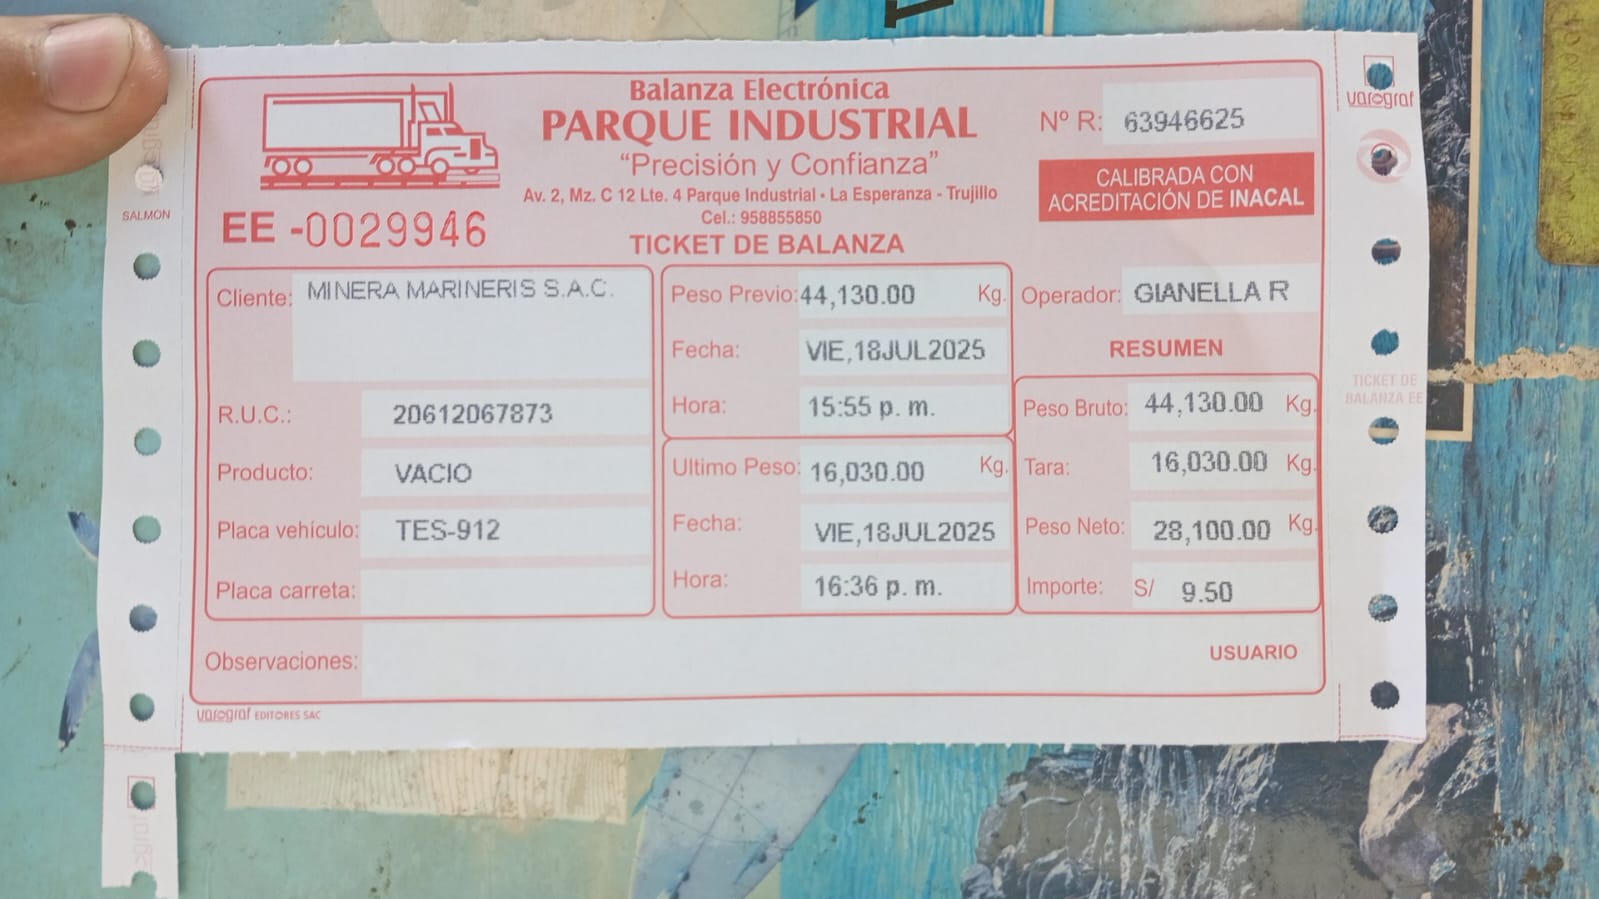 Balanza Electrónica
PARQUE INDUSTRIAL
“Precisión y Confianza”
Av. 2, Mz. C 12 Lte. 4 Parque Industrial • La Esperanza - Trujillo
Cel.: 958855850
TICKET DE BALANZA
Nº R: 63946625
CALIBRADA CON
ACREDITACIÓN DE INACAL
EE -0029946
Cliente: MINERA MARINERIS S.A.C.
R.U.C.: 20612067873
Producto: VACIO
Placa vehículo: TES-912
Placa carreta:
Peso Previo: 44,130.00 Kg.
Fecha: VIE,18JUL2025
Hora: 15:55 p. m.
Ultimo Peso: 16,030.00 Kg.
Fecha: VIE,18JUL2025
Hora: 16:36 p. m.
Operador: GIANELLA R
RESUMEN
Peso Bruto: 44,130.00 Kg.
Tara: 16,030.00 Kg.
Peso Neto: 28,100.00 Kg.
Importe: S/ 9.50
Observaciones:
USUARIO
varograf EDITORES SAC
SALMON
varograf
TICKET DE
BALANZA EE